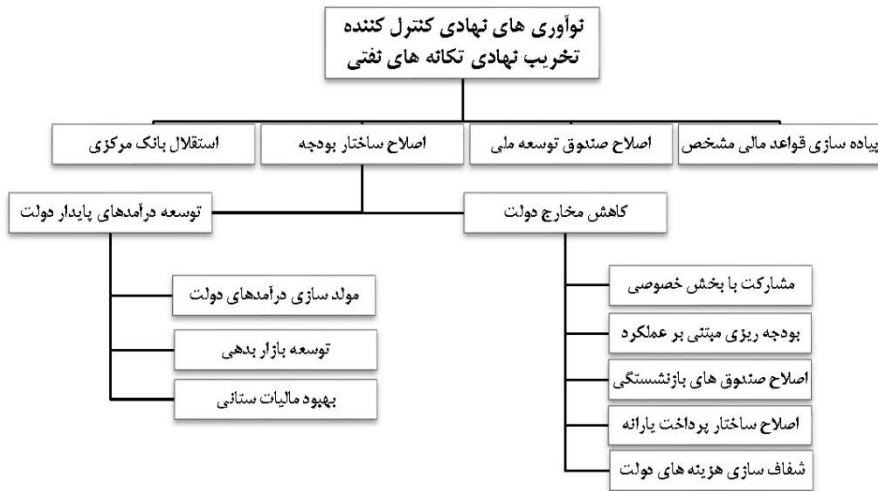 نوآوری های نهادی کنترل کننده
تخریب نهادی تکانه های نفتی
پیاده سازی قواعد مالی مشخص
اصلاح صندوق توسعه ملی
اصلاح ساختار بودجه
استقلال بانک مرکزی
کاهش مخارج دولت
توسعه درآمدهای پایدار دولت
مشارکت با بخش خصوصی
بودجه ریزی مبتنی بر عملکرد
اصلاح صندوق های بازنشستگی
اصلاح ساختار پرداخت یارانه
شفاف سازی هزینه های دولت
مولد سازی درآمدهای دولت
توسعه بازار بدهی
بهبود مالیات ستانی